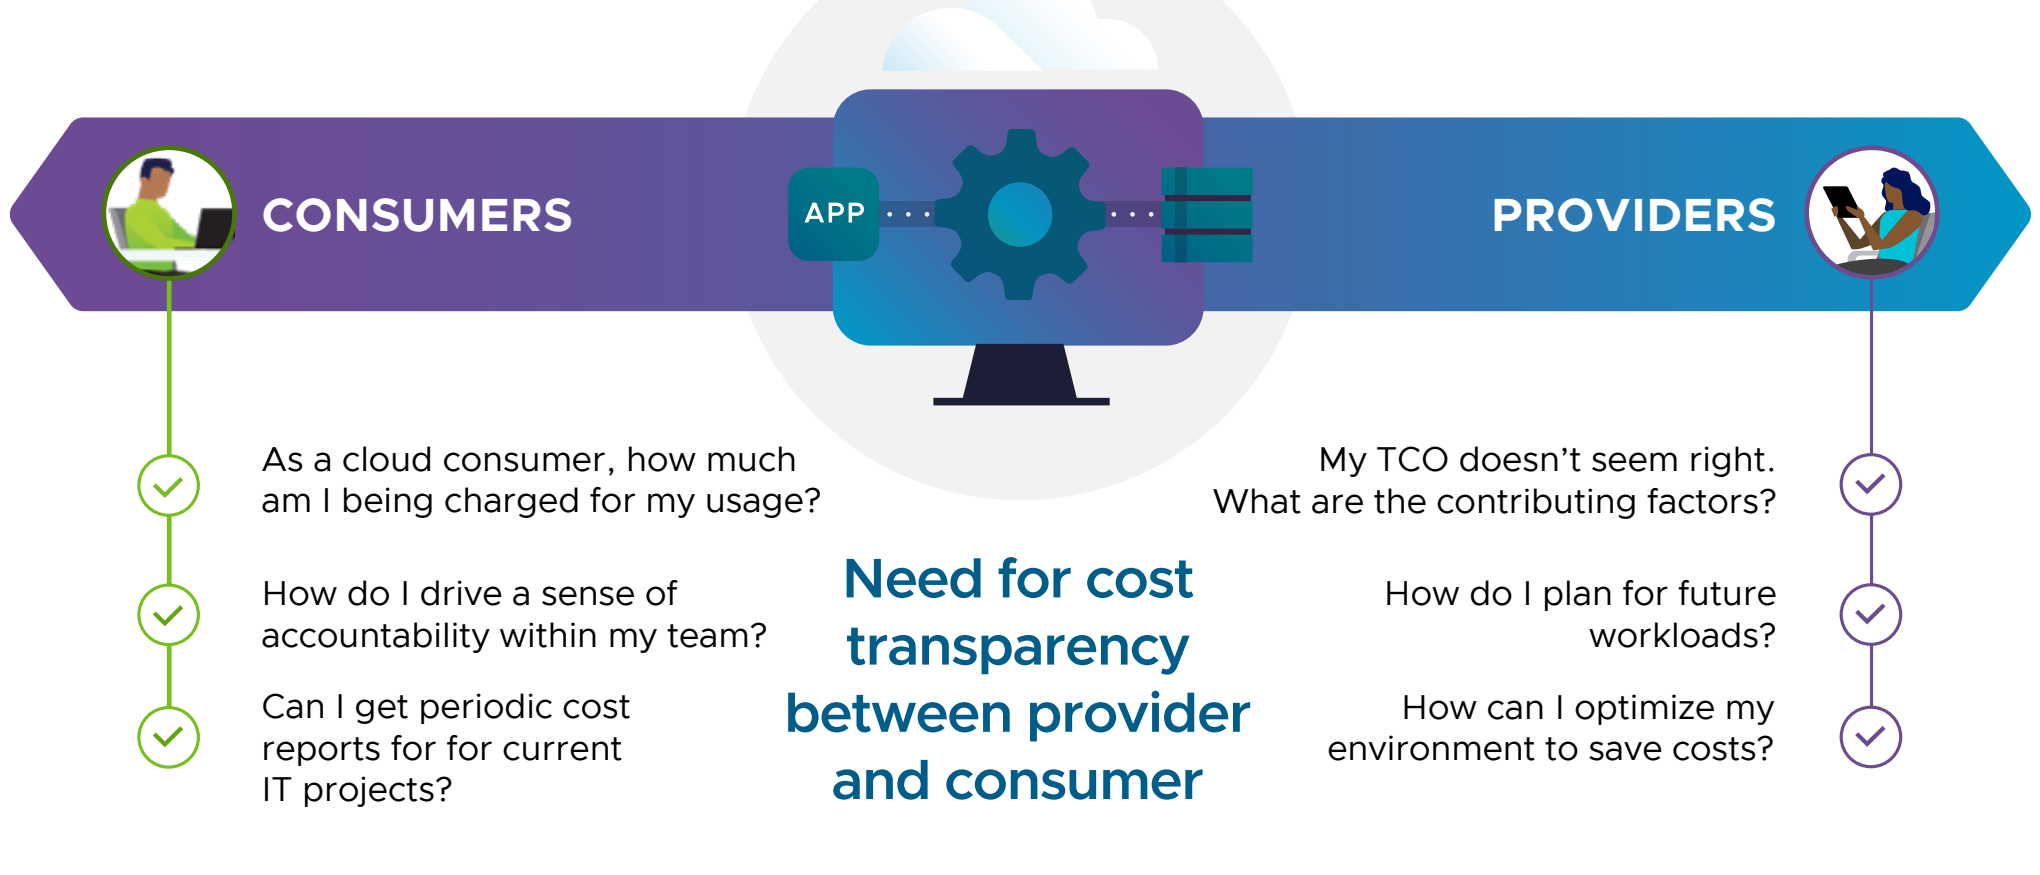 CONSUMERS
APP
PROVIDERS
As a cloud consumer, how much
am I being charged for my usage?
How do I drive a sense of
accountability within my team?
Can I get periodic cost
reports for for current
IT projects?
Need for cost
transparency
between provider
and consumer
My TCO doesn’t seem right.
What are the contributing factors?
How do I plan for future
workloads?
How can I optimize my
environment to save costs?